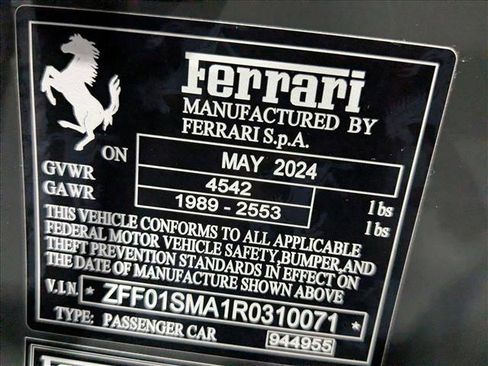 Ferrari
MANUFACTURED BY
FERRARI S.p.A.
ON MAY 2024
GVWR 4542 lbs
GAWR 1989 - 2553 lbs
THIS VEHICLE CONFORMS TO ALL APPLICABLE
FEDERAL MOTOR VEHICLE SAFETY, BUMPER, AND
THEFT PREVENTION STANDARDS IN EFFECT ON
THE DATE OF MANUFACTURE SHOWN ABOVE
V.I.N. * ZFF01SMA1R0310071 *
TYPE: PASSENGER CAR 944955